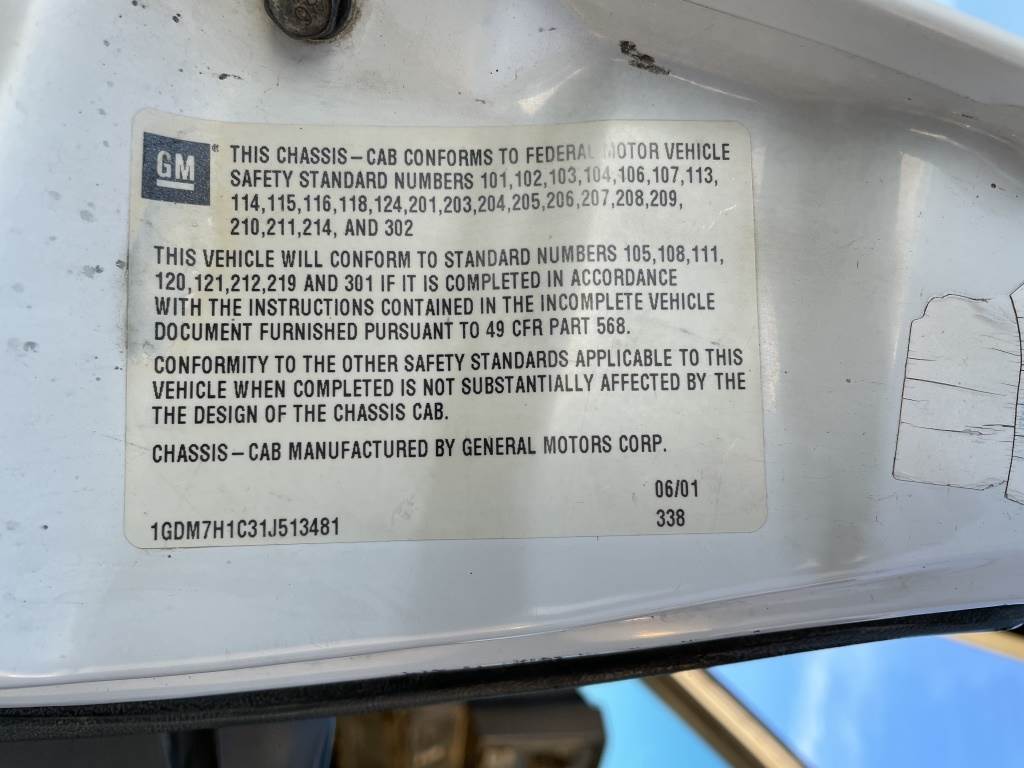 GM ® THIS CHASSIS–CAB CONFORMS TO FEDERAL MOTOR VEHICLE
SAFETY STANDARD NUMBERS 101,102,103,104,106,107,113,
114,115,116,118,124,201,203,204,205,206,207,208,209,
210,211,214, AND 302
THIS VEHICLE WILL CONFORM TO STANDARD NUMBERS 105,108,111,
120,121,212,219 AND 301 IF IT IS COMPLETED IN ACCORDANCE
WITH THE INSTRUCTIONS CONTAINED IN THE INCOMPLETE VEHICLE
DOCUMENT FURNISHED PURSUANT TO 49 CFR PART 568.
CONFORMITY TO THE OTHER SAFETY STANDARDS APPLICABLE TO THIS
VEHICLE WHEN COMPLETED IS NOT SUBSTANTIALLY AFFECTED BY THE
THE DESIGN OF THE CHASSIS CAB.
CHASSIS–CAB MANUFACTURED BY GENERAL MOTORS CORP.
06/01
1GDM7H1C31J513481 338